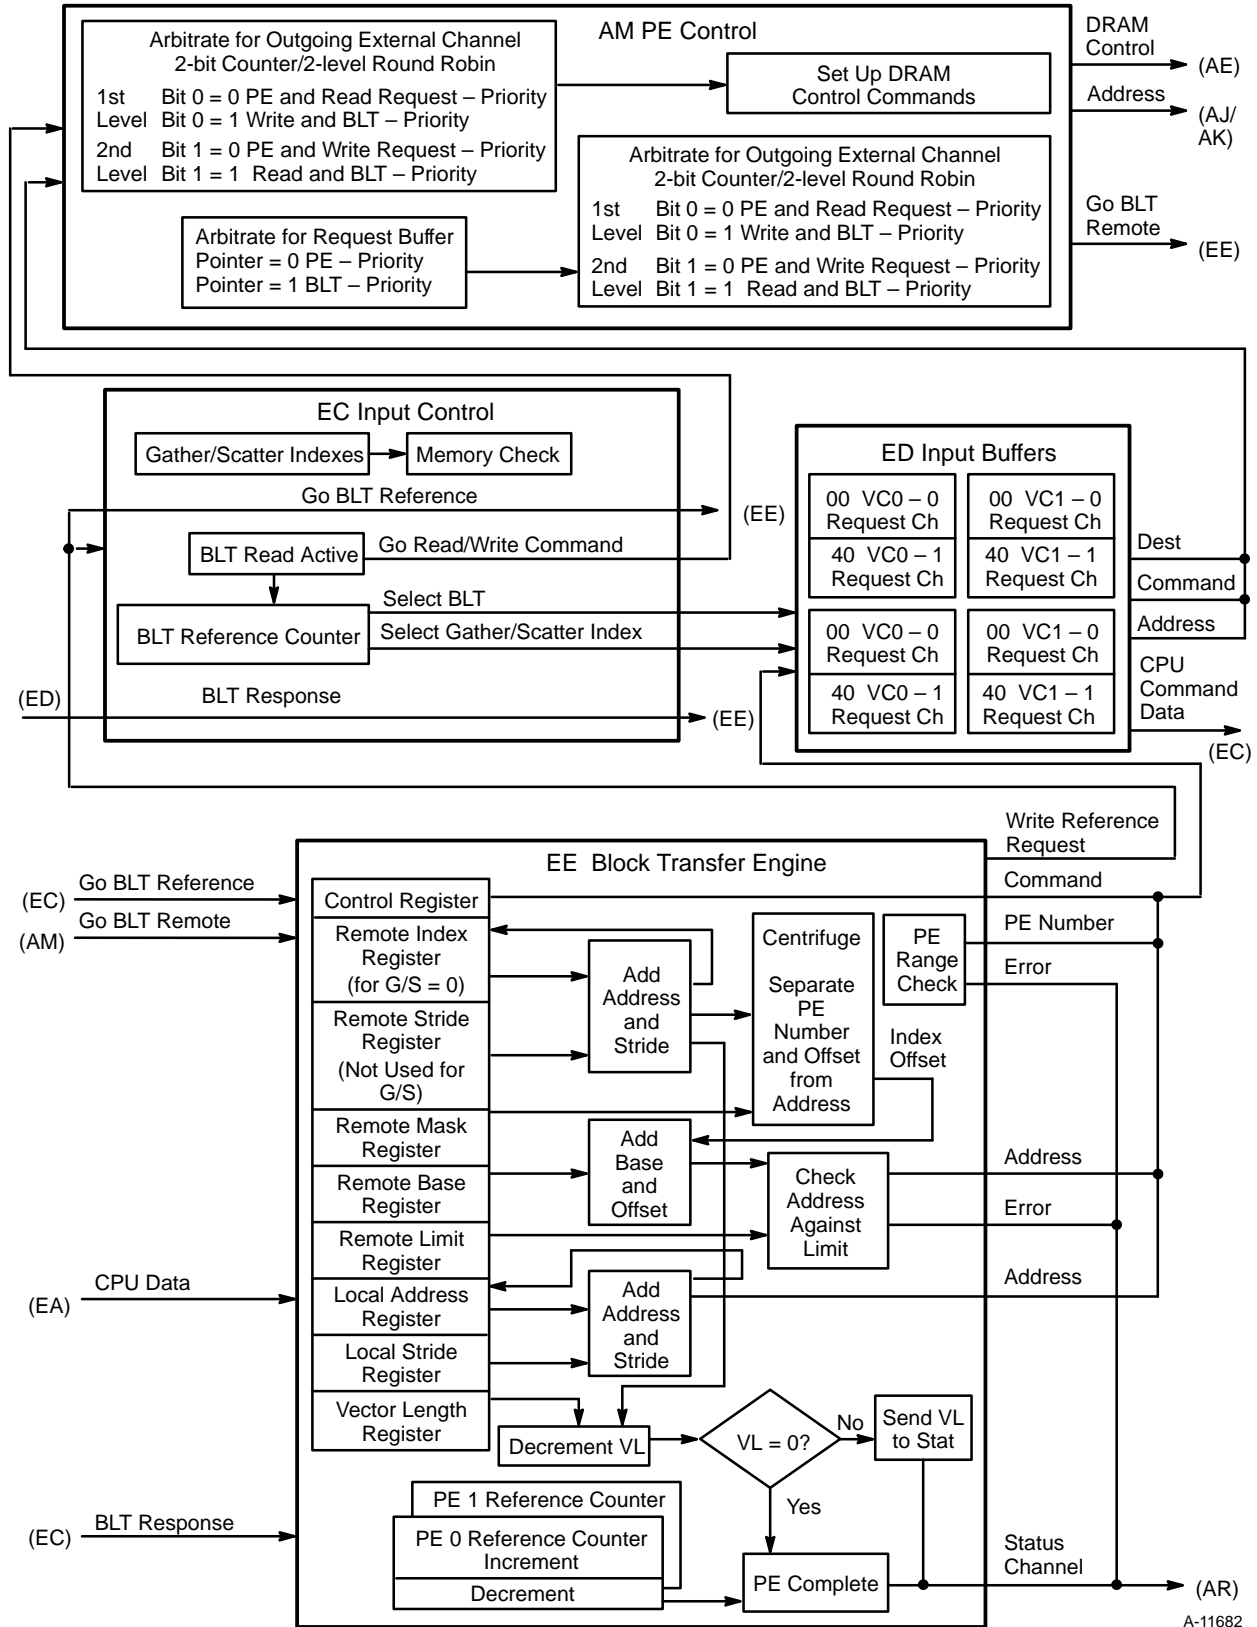 AM PE Control
Arbitrate for Outgoing External Channel
2-bit Counter/2-level Round Robin
1st Bit 0 = 0 PE and Read Request – Priority
Level Bit 0 = 1 Write and BLT – Priority
2nd Bit 1 = 0 PE and Write Request – Priority
Level Bit 1 = 1 Read and BLT – Priority
Set Up DRAM
Control Commands
Arbitrate for Request Buffer
Pointer = 0 PE – Priority
Pointer = 1 BLT – Priority
Arbitrate for Outgoing External Channel
2-bit Counter/2-level Round Robin
1st Bit 0 = 0 PE and Read Request – Priority
Level Bit 0 = 1 Write and BLT – Priority
2nd Bit 1 = 0 PE and Write Request – Priority
Level Bit 1 = 1 Read and BLT – Priority
DRAM
Control
(AE)
Address
(AJ/
AK)
Go BLT
Remote
(EE)
EC Input Control
Gather/Scatter Indexes
Memory Check
Go BLT Reference
(EE)
BLT Read Active
Go Read/Write Command
Select BLT
BLT Reference Counter
Select Gather/Scatter Index
(ED)
BLT Response
(EE)
ED Input Buffers
00 VC0 – 0
Request Ch
00 VC1 – 0
Request Ch
40 VC0 – 1
Request Ch
40 VC1 – 1
Request Ch
00 VC0 – 0
Request Ch
00 VC1 – 0
Request Ch
40 VC0 – 1
Request Ch
40 VC1 – 1
Request Ch
Dest
Command
Address
CPU
Command
Data
(EC)
Write Reference
Request
EE Block Transfer Engine
(EC)
Go BLT Reference
(AM)
Go BLT Remote
Control Register
Command
Remote Index
Register
(for G/S = 0)
Remote Stride
Register
(Not Used for
G/S)
Remote Mask
Register
Remote Base
Register
Remote Limit
Register
Local Address
Register
Local Stride
Register
Vector Length
Register
Add
Address
and
Stride
Centrifuge
Separate
PE
Number
and Offset
from
Address
PE
Range
Check
PE Number
Error
Index
Offset
Add
Base
and
Offset
Check
Address
Against
Limit
Address
Error
(EA)
CPU Data
Add
Address
and
Stride
Address
Decrement VL
VL = 0?
No
Send VL
to Stat
Yes
(EC)
BLT Response
PE 1 Reference Counter
PE 0 Reference Counter
Increment
Decrement
PE Complete
Status
Channel
(AR)
A-11682